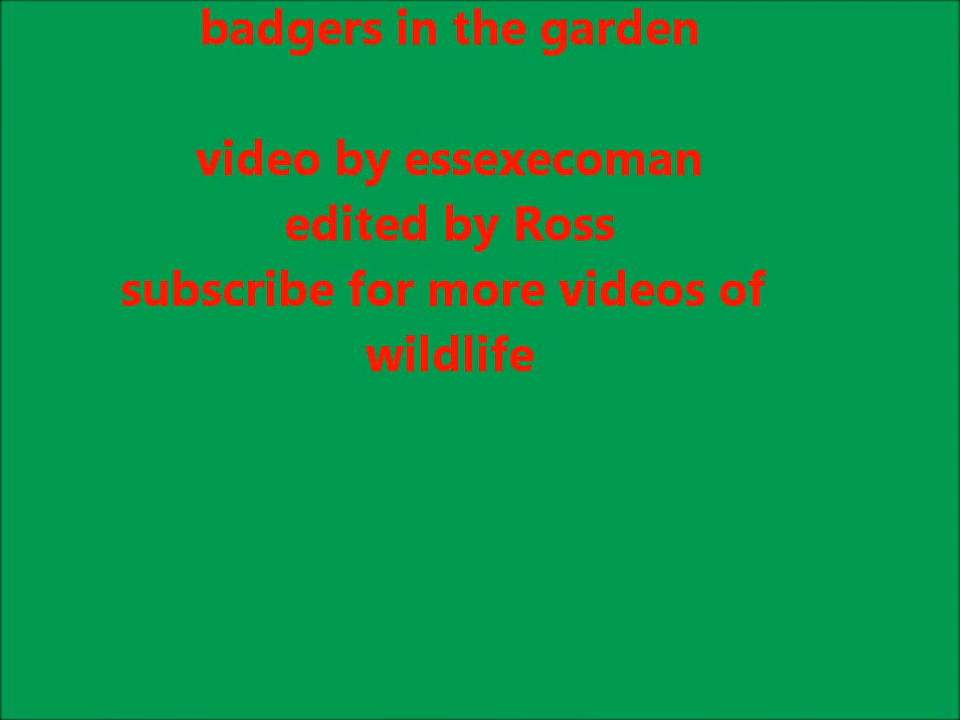 badgers in the garden
video by essexecoman
edited by Ross
subscribe for more videos of
wildlife